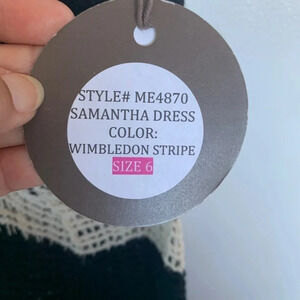 STYLE# ME4870
SAMANTHA DRESS
COLOR:
WIMBLEDON STRIPE
SIZE 6